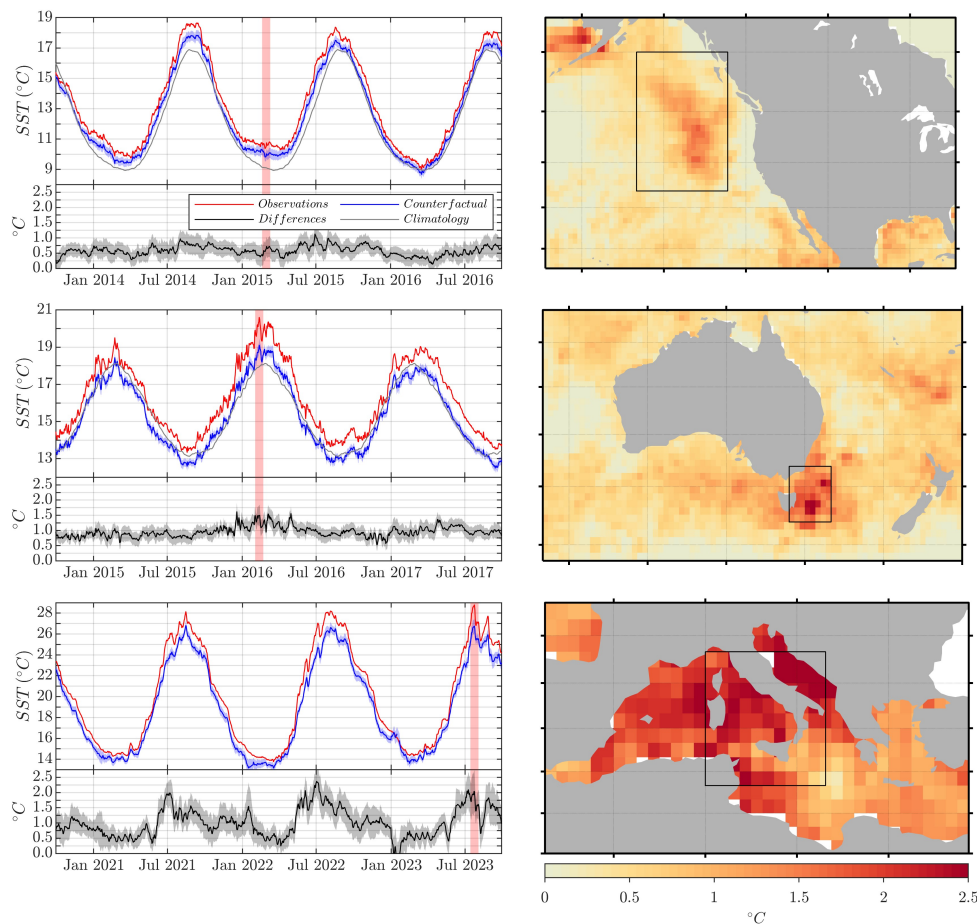 19
17
15
13
11
9
SST (°C)
2.5
2.0
1.5
1.0
0.5
0.0
°C
Observations
Counterfactual
Differences
Climatology
Jan 2014 Jul 2014 Jan 2015 Jul 2015 Jan 2016 Jul 2016
21
19
17
15
13
SST (°C)
2.5
2.0
1.5
1.0
0.5
0.0
°C
Jan 2015 Jul 2015 Jan 2016 Jul 2016 Jan 2017 Jul 2017
28
26
24
22
20
18
16
14
SST (°C)
2.5
2.0
1.5
1.0
0.5
0.0
°C
Jan 2021 Jul 2021 Jan 2022 Jul 2022 Jan 2023 Jul 2023
0 0.5 1 1.5 2 2.5
°C